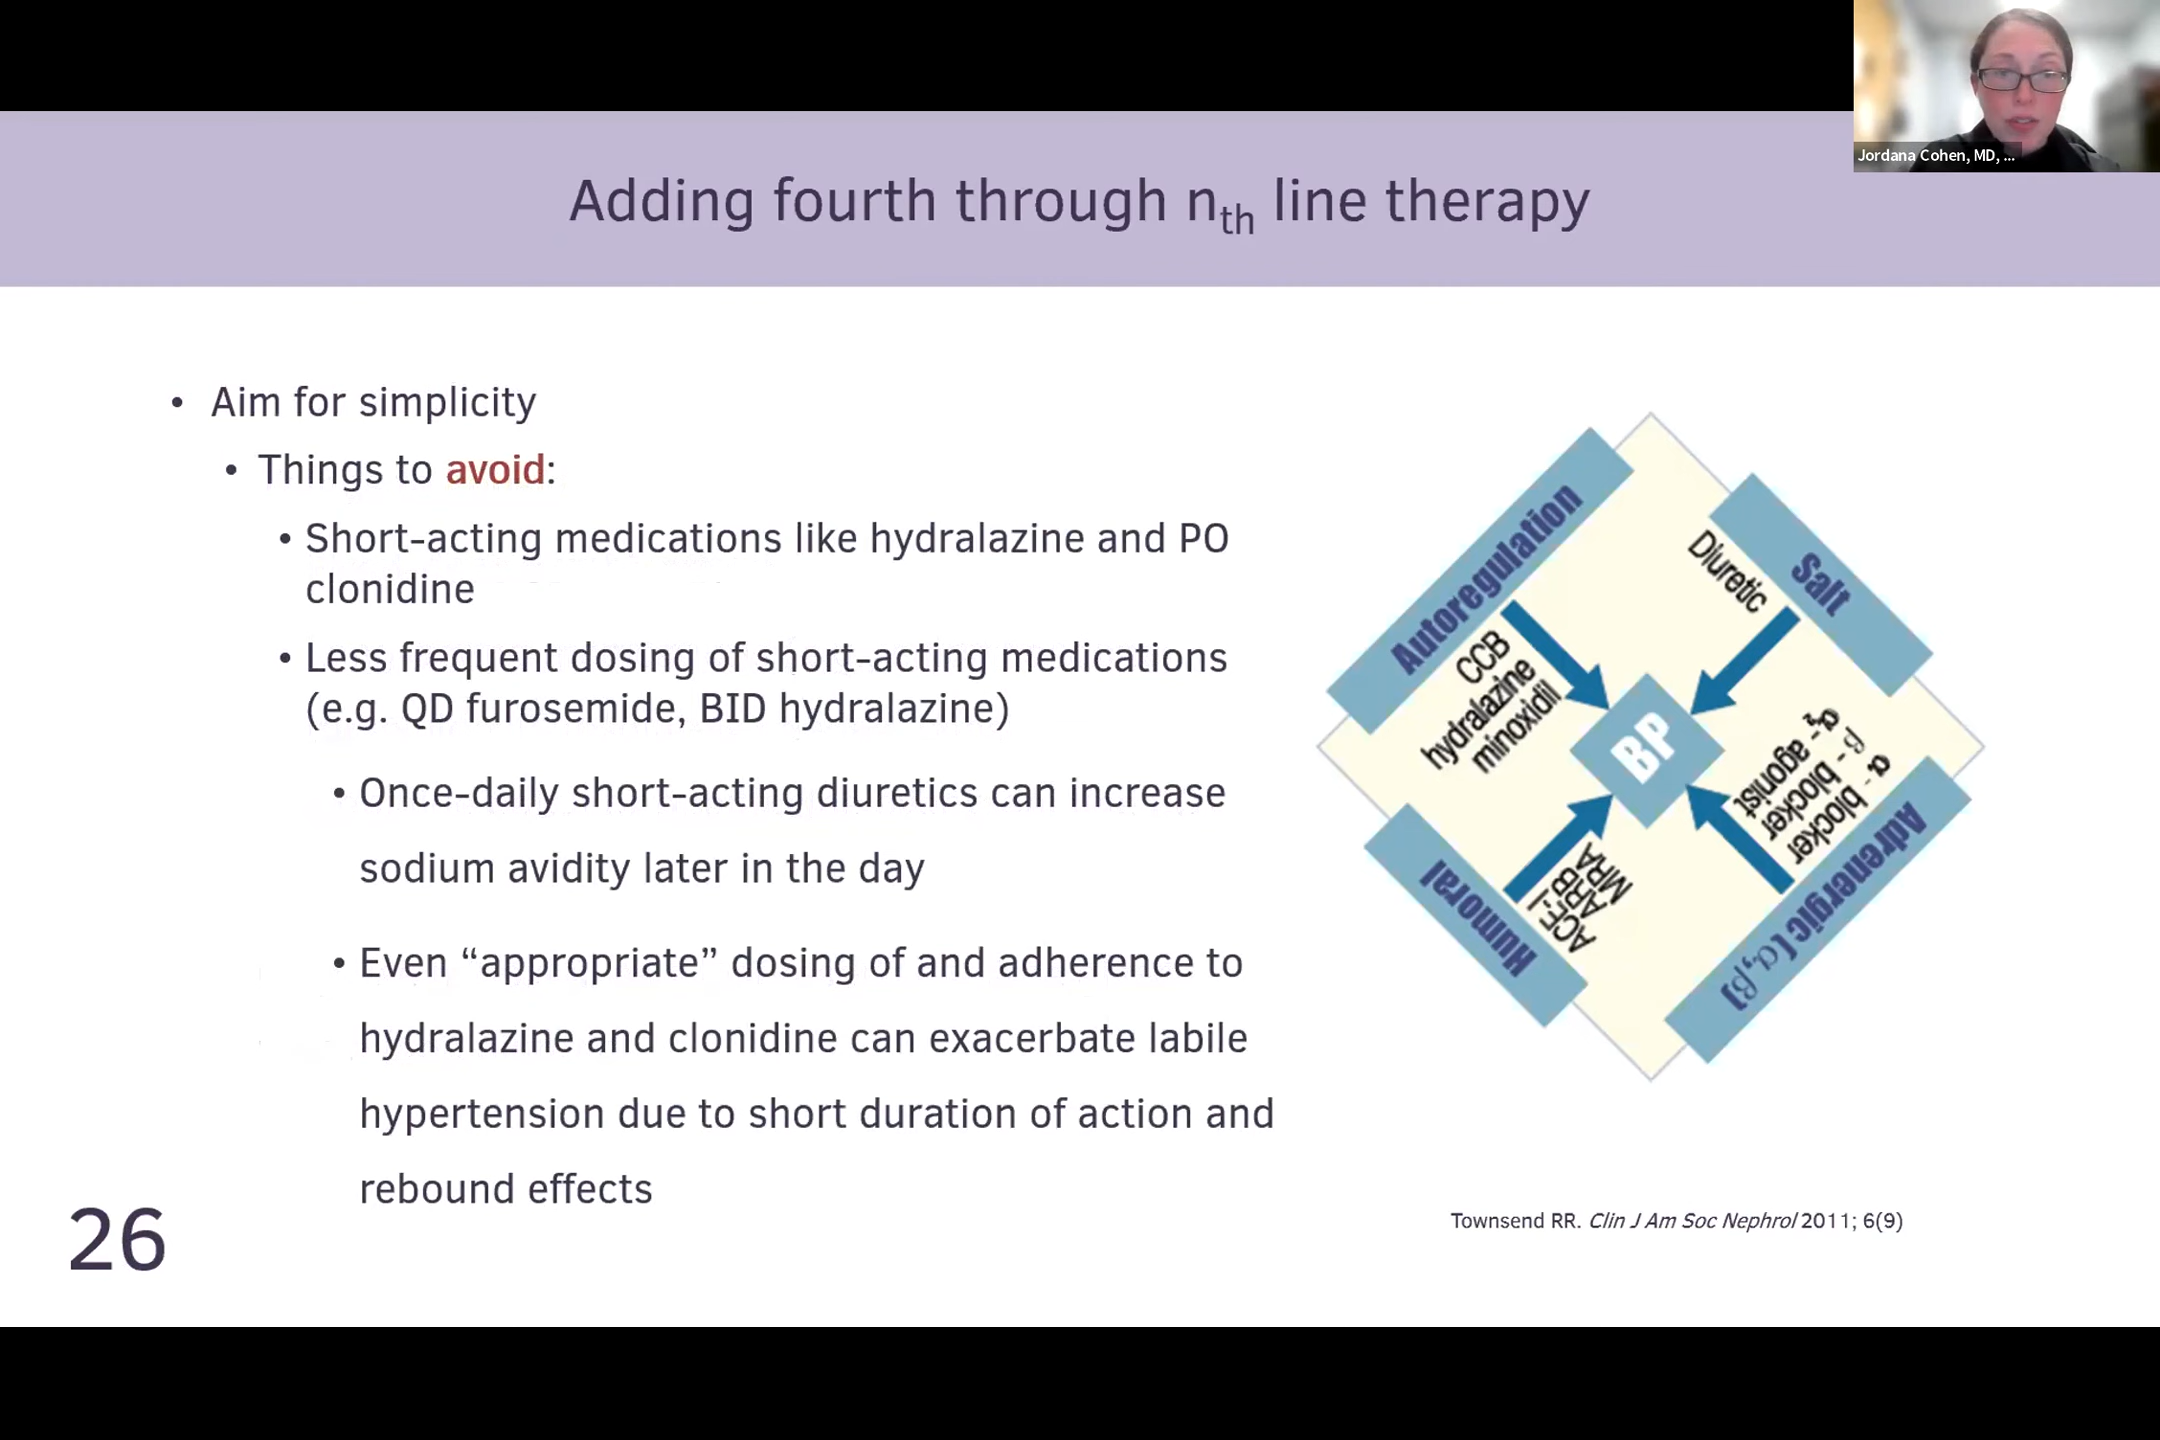 Jordana Cohen, MD, ...
Adding fourth through nth line therapy
• Aim for simplicity
• Things to avoid:
• Short-acting medications like hydralazine and PO
clonidine
• Less frequent dosing of short-acting medications
(e.g. QD furosemide, BID hydralazine)
• Once-daily short-acting diuretics can increase
sodium avidity later in the day
• Even “appropriate” dosing of and adherence to
hydralazine and clonidine can exacerbate labile
hypertension due to short duration of action and
rebound effects
Autoregulation
CCB
hydralazine
minoxidil
Salt
Diuretic
BP
Humoral
ACE-I
ARB
MRA
Adrenergic (α,β)
α - blocker
β - blocker
α₂ - agonist
Townsend RR. Clin J Am Soc Nephrol 2011; 6(9)
26